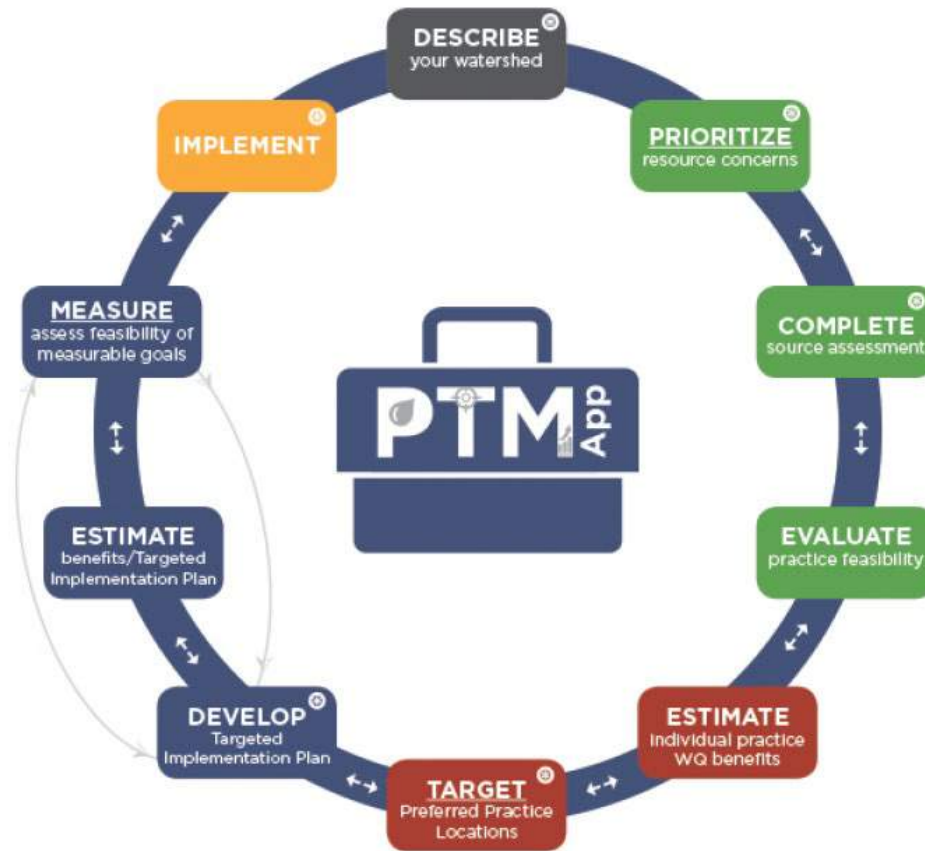 DESCRIBE
your watershed
PRIORITIZE
resource concerns
COMPLETE
source assessment
EVALUATE
practice feasibility
ESTIMATE
individual practice
WQ benefits
TARGET
Preferred Practice
Locations
DEVELOP
Targeted
Implementation Plan
ESTIMATE
benefits/Targeted
Implementation Plan
MEASURE
assess feasibility of
measurable goals
IMPLEMENT
PTM
App